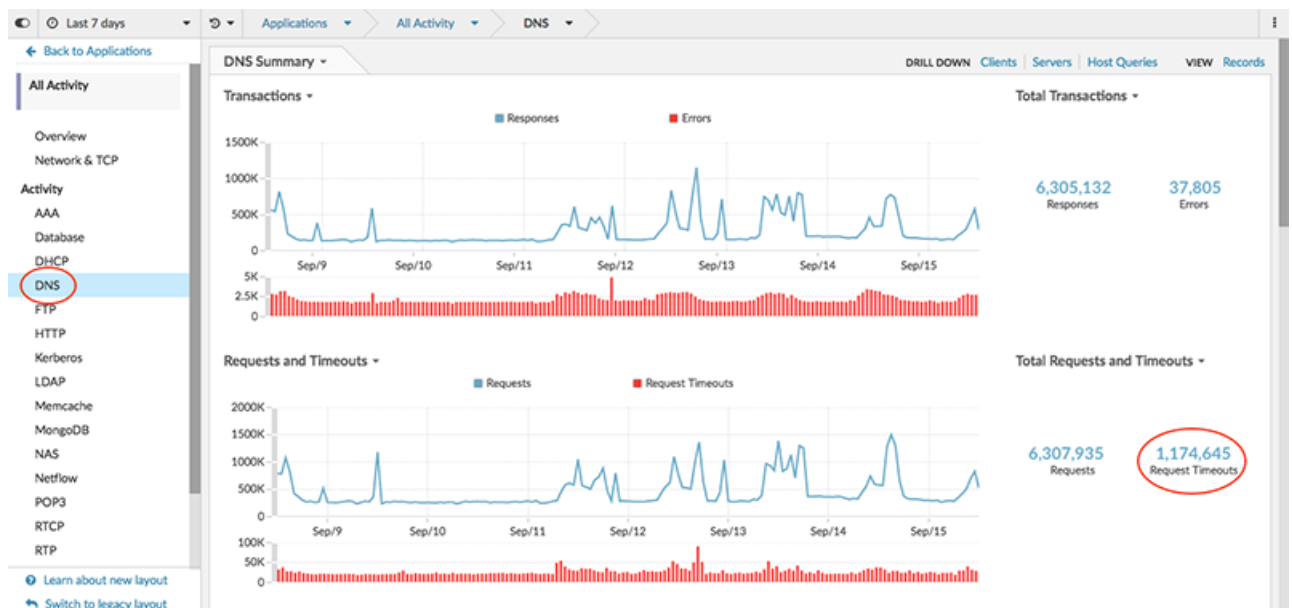 Last 7 days
Applications
All Activity
DNS
Back to Applications
All Activity
Overview
Network & TCP
Activity
AAA
Database
DHCP
DNS
FTP
HTTP
Kerberos
LDAP
Memcache
MongoDB
NAS
Netflow
POP3
RTCP
RTP
Learn about new layout
Switch to legacy layout
DNS Summary
DRILL DOWN Clients Servers Host Queries VIEW Records
Transactions
Responses Errors
1500K
1000K
500K
0
Sep/9 Sep/10 Sep/11 Sep/12 Sep/13 Sep/14 Sep/15
5K
2.5K
0
Total Transactions
6,305,132 37,805
Responses Errors
Requests and Timeouts
Requests Request Timeouts
2000K
1500K
1000K
500K
0
Sep/9 Sep/10 Sep/11 Sep/12 Sep/13 Sep/14 Sep/15
100K
50K
0
Total Requests and Timeouts
6,307,935 1,174,645
Requests Request Timeouts